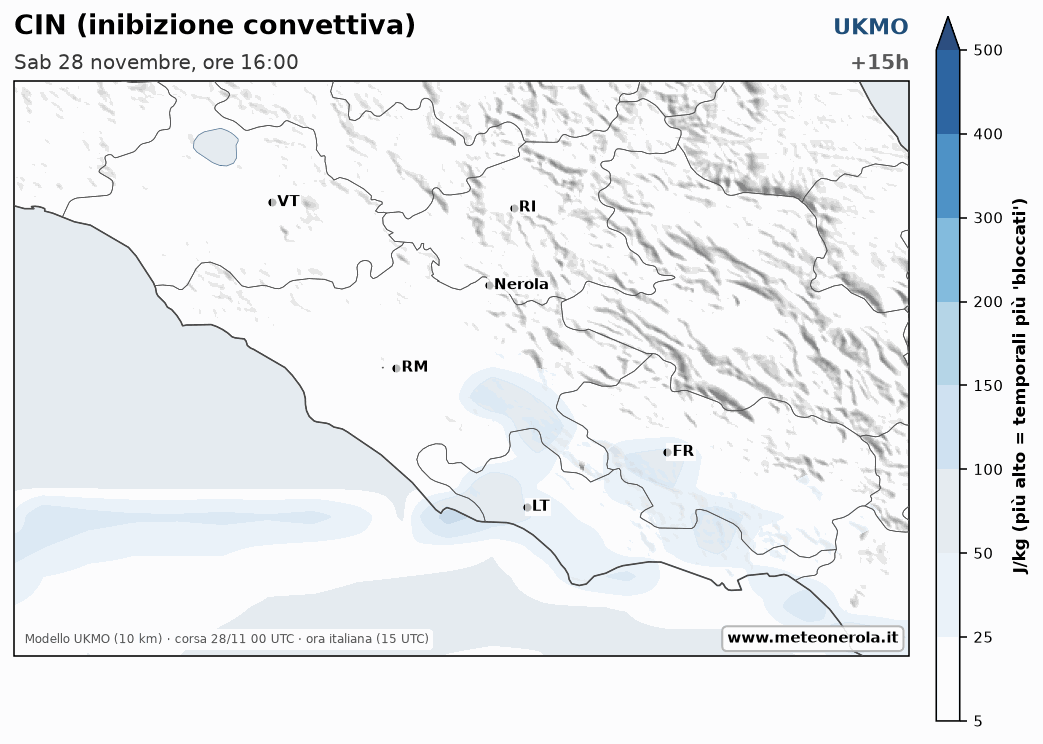 CIN (inibizione convettiva)
UKMO
Sab 28 novembre, ore 16:00
+15h
VT
RI
Nerola
RM
FR
LT
Modello UKMO (10 km) · corsa 28/11 00 UTC · ora italiana (15 UTC)
www.meteonerola.it
500
400
300
200
150
100
50
25
5
J/kg (più alto = temporali più 'bloccati')